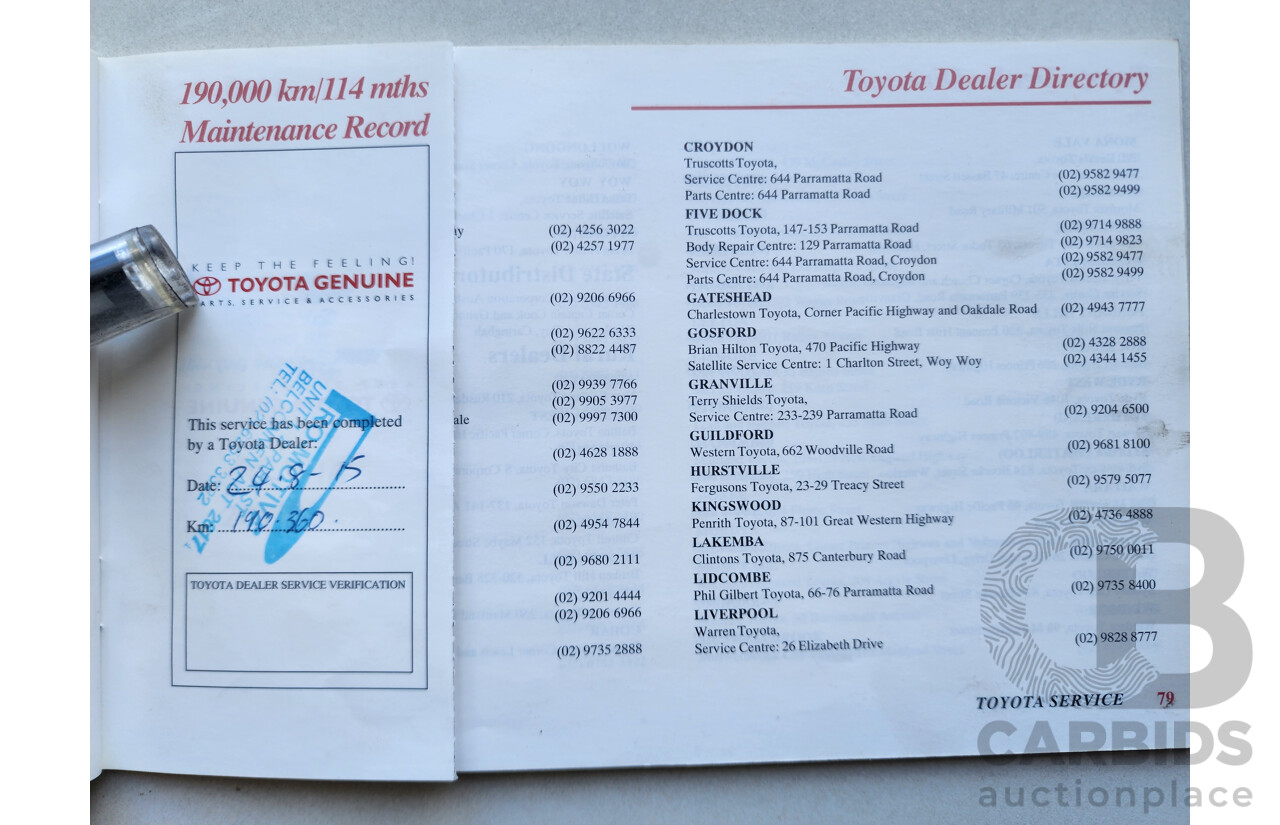 190,000 km/114 mths
Maintenance Record
KEEP THE FEELING!
TOYOTA GENUINE
PARTS, SERVICE & ACCESSORIES
This service has been completed
by a Toyota Dealer:
Date: 24-8-15
Km: 190-360.
TOYOTA DEALER SERVICE VERIFICATION
(02) 4256 3022
(02) 4257 1977
(02) 9206 6966
(02) 9622 6333
(02) 8822 4487
(02) 9939 7766
(02) 9905 3977
ale (02) 9997 7300
(02) 4628 1888
(02) 9550 2233
(02) 4954 7844
(02) 9680 2111
(02) 9201 4444
(02) 9206 6966
(02) 9735 2888
Toyota Dealer Directory
CROYDON
Truscotts Toyota,
Service Centre: 644 Parramatta Road (02) 9582 9477
Parts Centre: 644 Parramatta Road (02) 9582 9499
FIVE DOCK
Truscotts Toyota, 147-153 Parramatta Road (02) 9714 9888
Body Repair Centre: 129 Parramatta Road (02) 9714 9823
Service Centre: 644 Parramatta Road, Croydon (02) 9582 9477
Parts Centre: 644 Parramatta Road, Croydon (02) 9582 9499
GATESHEAD
Charlestown Toyota, Corner Pacific Highway and Oakdale Road (02) 4943 7777
GOSFORD
Brian Hilton Toyota, 470 Pacific Highway (02) 4328 2888
Satellite Service Centre: 1 Charlton Street, Woy Woy (02) 4344 1455
GRANVILLE
Terry Shields Toyota,
Service Centre: 233-239 Parramatta Road (02) 9204 6500
GUILDFORD
Western Toyota, 662 Woodville Road (02) 9681 8100
HURSTVILLE
Fergusons Toyota, 23-29 Treacy Street (02) 9579 5077
KINGSWOOD
Penrith Toyota, 87-101 Great Western Highway (02) 4736 4888
LAKEMBA
Clintons Toyota, 875 Canterbury Road (02) 9750 0011
LIDCOMBE
Phil Gilbert Toyota, 66-76 Parramatta Road (02) 9735 8400
LIVERPOOL
Warren Toyota,
Service Centre: 26 Elizabeth Drive (02) 9828 8777
TOYOTA SERVICE 79
CB
CARBIDS
auctionplace